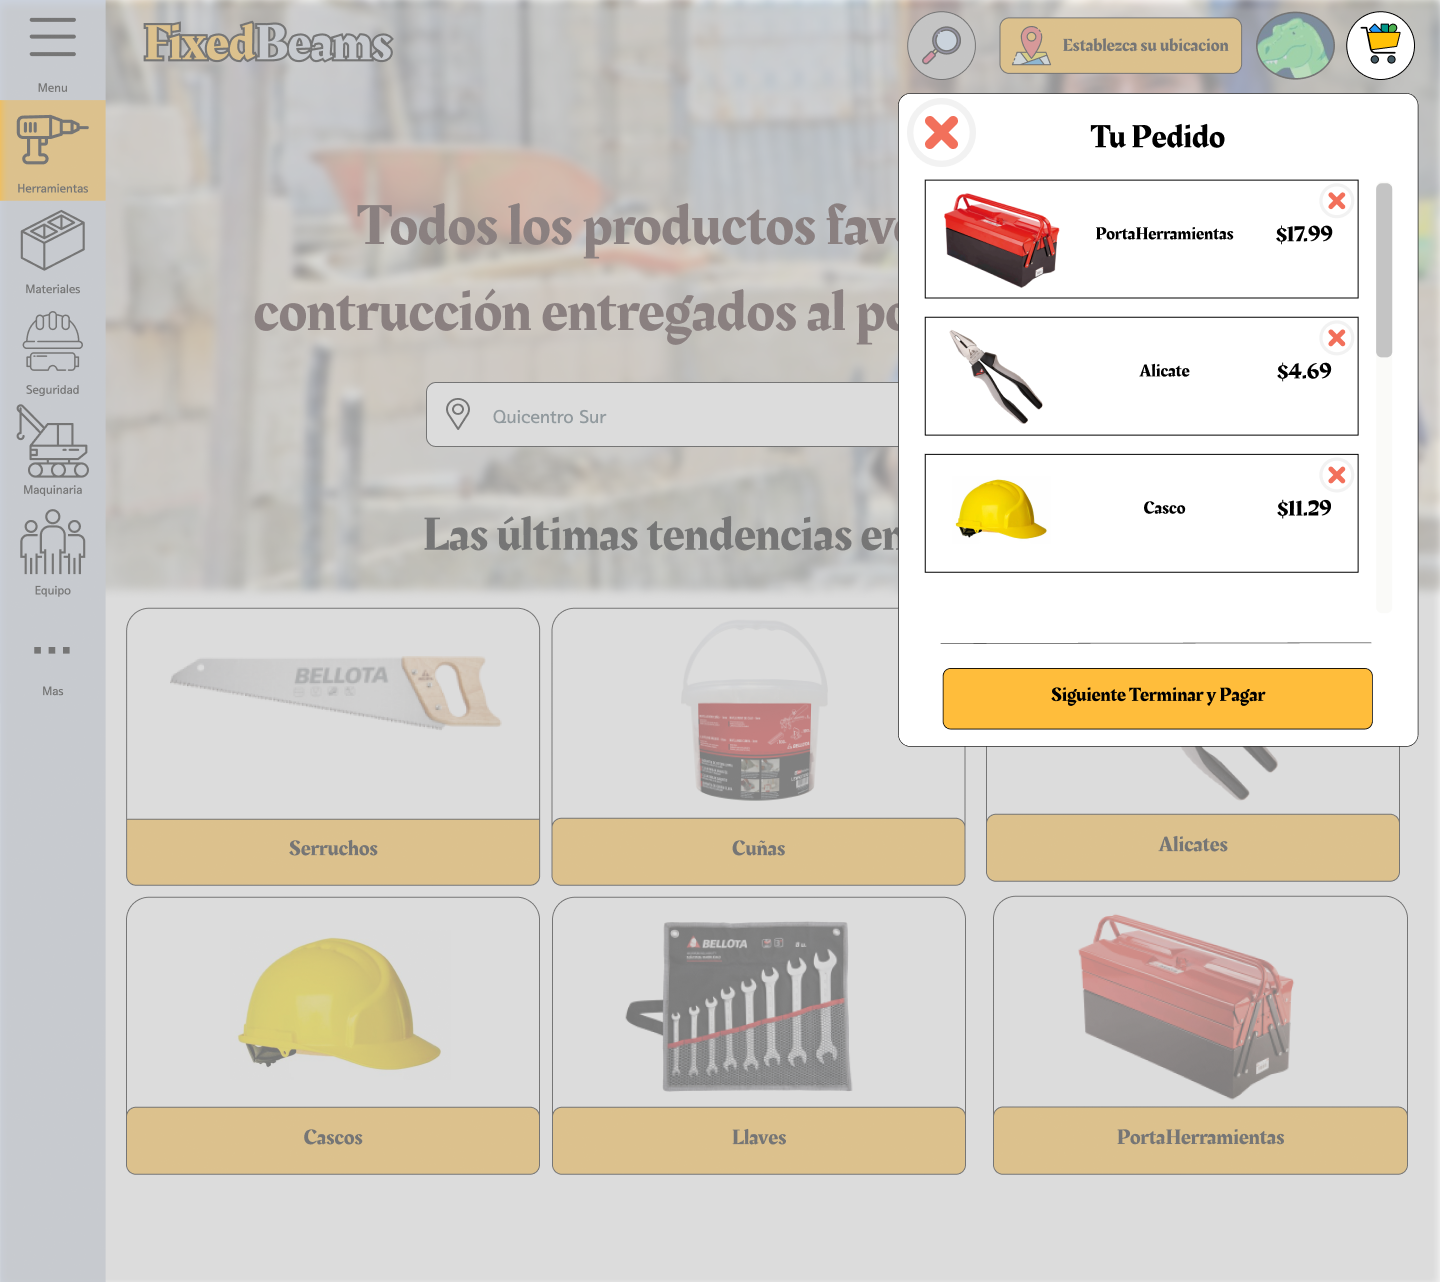 Menu
Herramientas
Materiales
Seguridad
Maquinaria
Equipo
Mas
FixedBeams
Establezca su ubicacion
Todos los productos
contrucción entregados al
Quicentro Sur
Las últimas tendencias
Tu Pedido
PortaHerramientas
$17.99
Alicate
$4.69
Casco
$11.29
Siguiente Terminar y Pagar
BELLOTA
Serruchos
Cuñas
Alicates
BELLOTA
Cascos
Llaves
PortaHerramientas